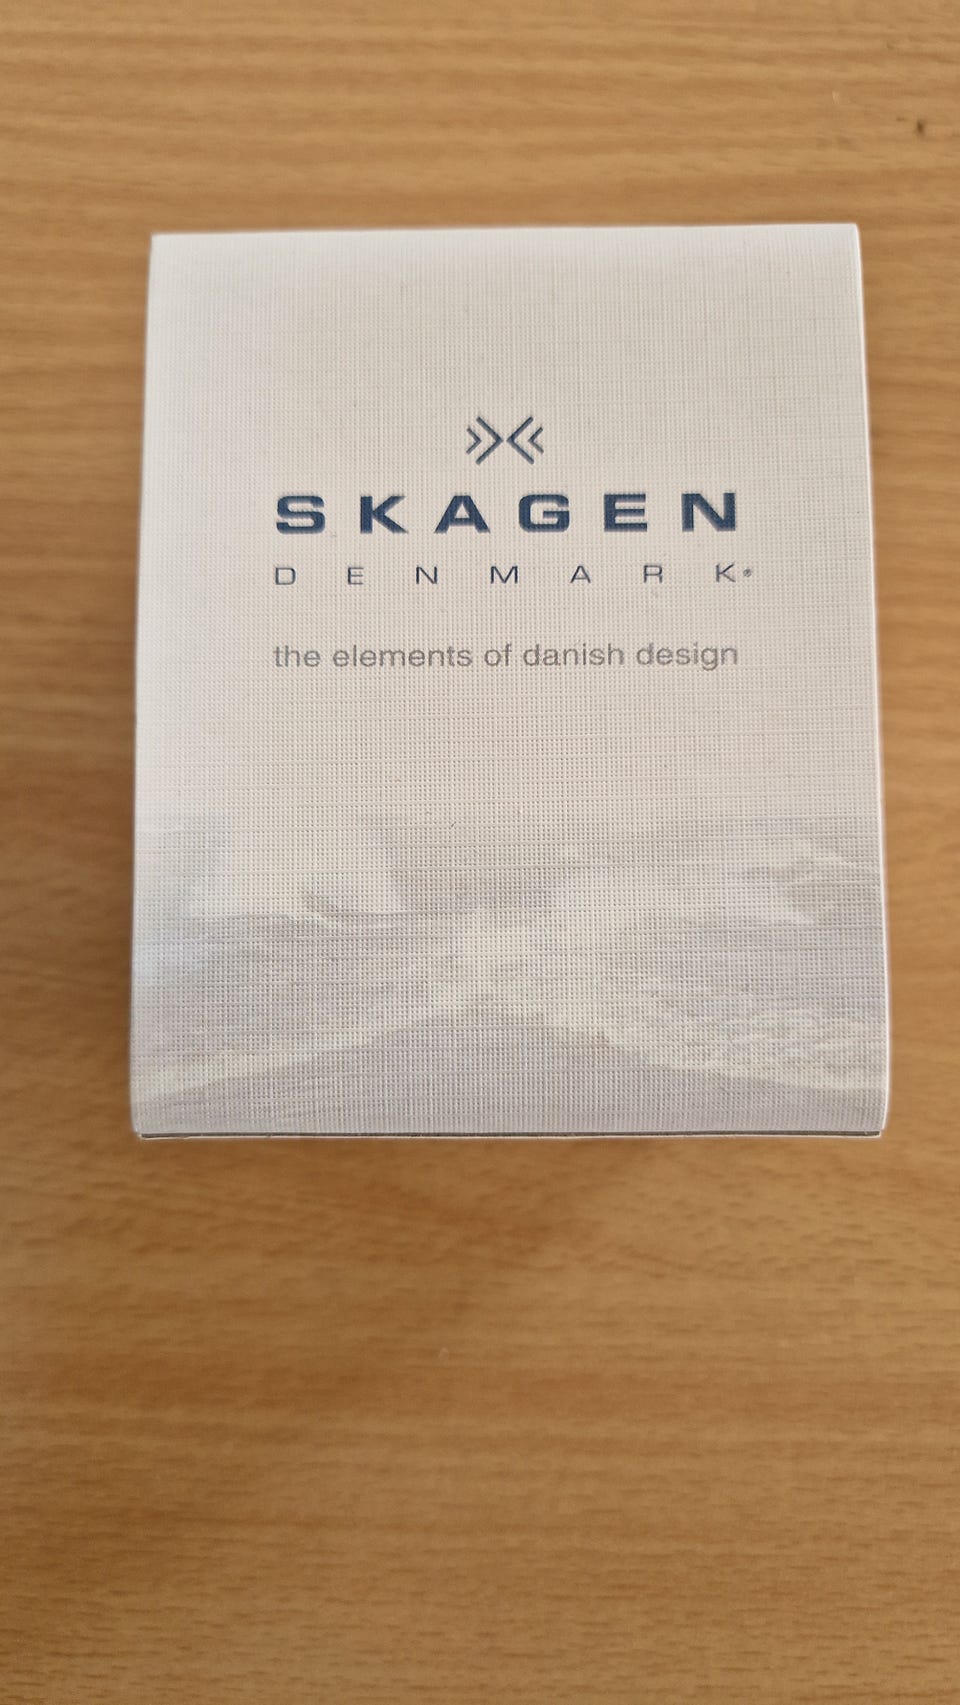 SKAGEN
DENMARK®
the elements of danish design